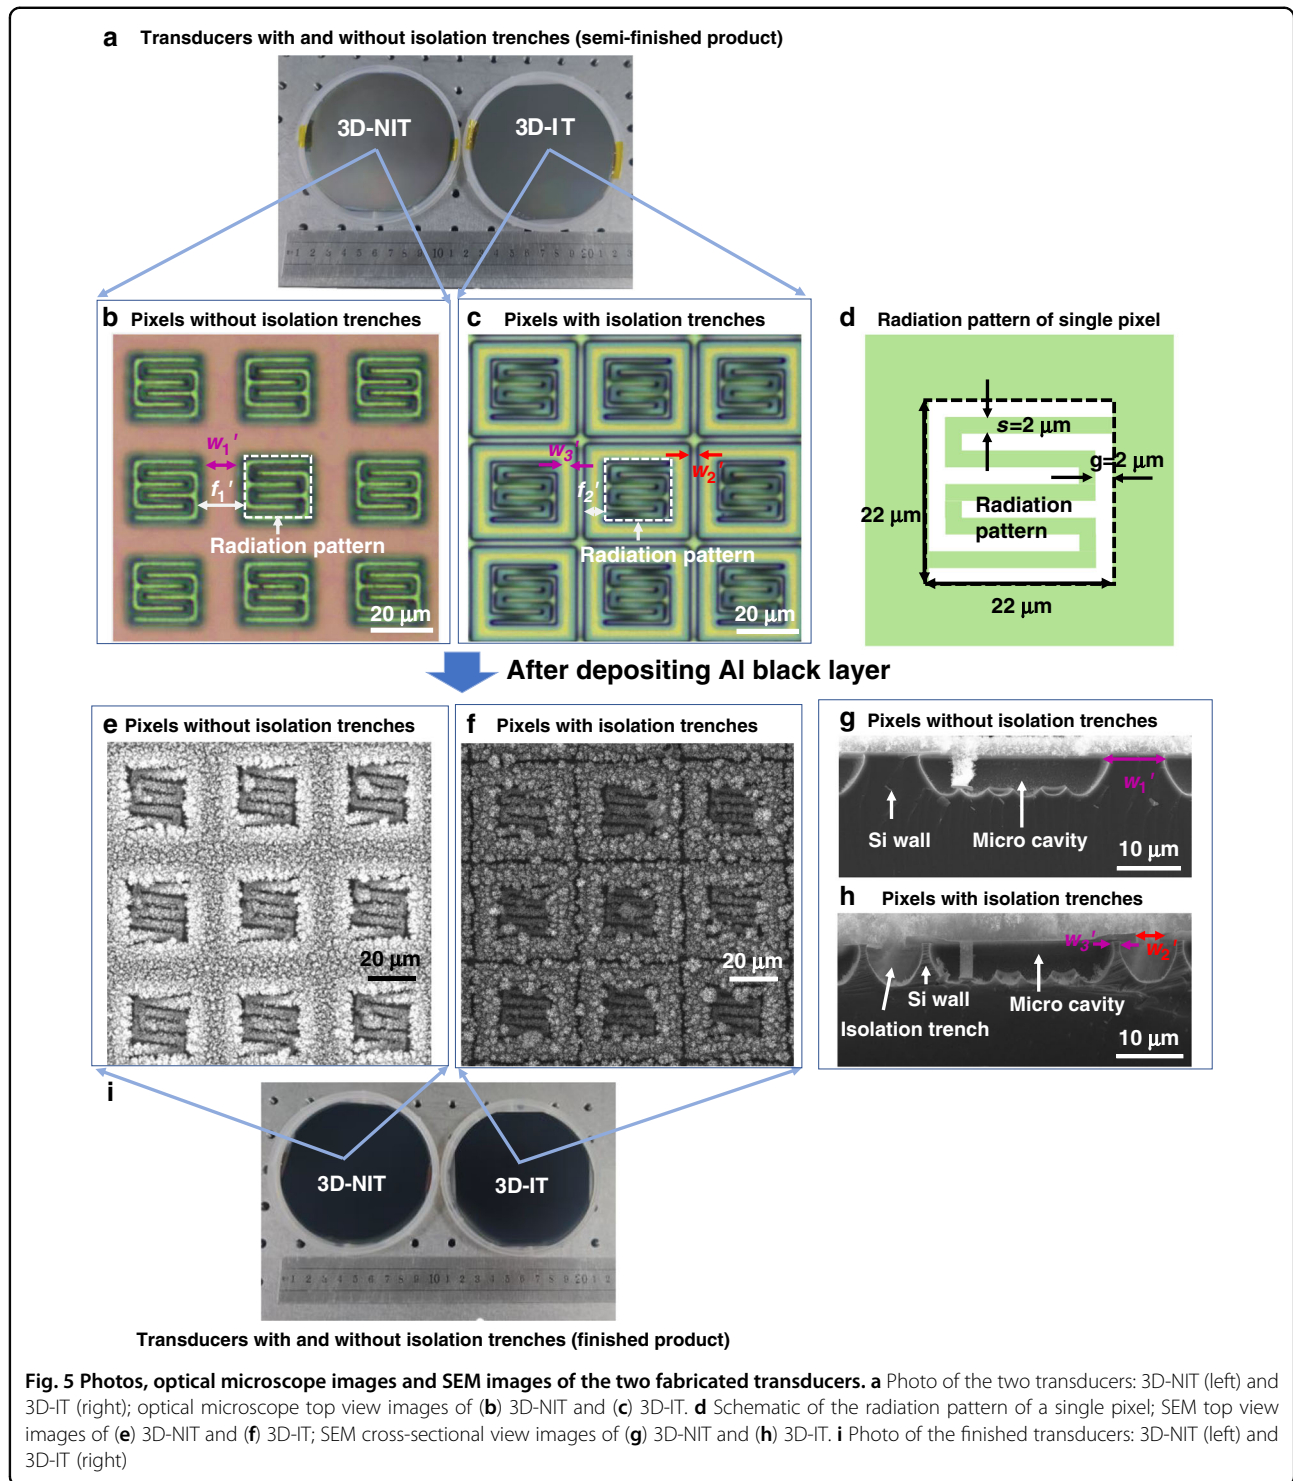 a Transducers with and without isolation trenches (semi-finished product)
3D-NIT
3D-IT
b Pixels without isolation trenches
w1'
f1'
Radiation pattern
20 μm
c Pixels with isolation trenches
w3'
w2'
f2'
Radiation pattern
20 μm
d Radiation pattern of single pixel
s=2 μm
g=2 μm
22 μm
Radiation
pattern
22 μm
After depositing Al black layer
e Pixels without isolation trenches
20 μm
f Pixels with isolation trenches
20 μm
g Pixels without isolation trenches
w1'
Si wall
Micro cavity
10 μm
h Pixels with isolation trenches
w3'
w2'
Si wall
Micro cavity
Isolation trench
10 μm
i
3D-NIT
3D-IT
Transducers with and without isolation trenches (finished product)
Fig. 5 Photos, optical microscope images and SEM images of the two fabricated transducers. a Photo of the two transducers: 3D-NIT (left) and
3D-IT (right); optical microscope top view images of (b) 3D-NIT and (c) 3D-IT. d Schematic of the radiation pattern of a single pixel; SEM top view
images of (e) 3D-NIT and (f) 3D-IT; SEM cross-sectional view images of (g) 3D-NIT and (h) 3D-IT. i Photo of the finished transducers: 3D-NIT (left) and
3D-IT (right)